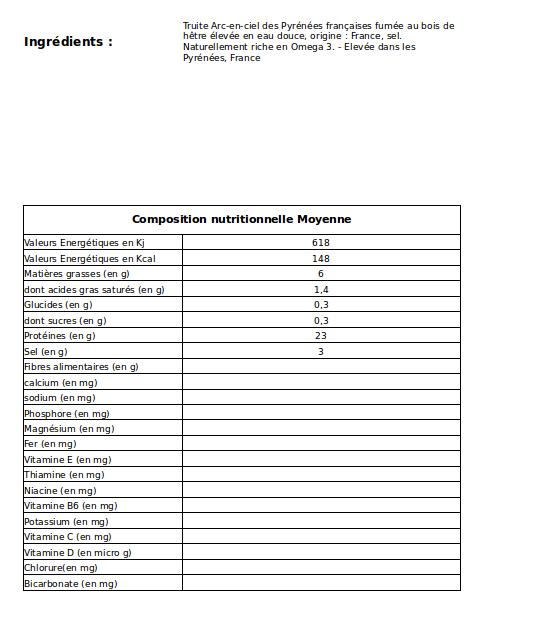 Ingrédients :
Truite Arc-en-ciel des Pyrénées françaises fumée au bois de
hêtre élevée en eau douce, origine : France, sel.
Naturellement riche en Omega 3. - Elevée dans les
Pyrénées, France
Composition nutritionnelle Moyenne
Valeurs Energétiques en Kj 618
Valeurs Energétiques en Kcal 148
Matières grasses (en g) 6
dont acides gras saturés (en g) 1,4
Glucides (en g) 0,3
dont sucres (en g) 0,3
Protéines (en g) 23
Sel (en g) 3
Fibres alimentaires (en g)
calcium (en mg)
sodium (en mg)
Phosphore (en mg)
Magnésium (en mg)
Fer (en mg)
Vitamine E (en mg)
Thiamine (en mg)
Niacine (en mg)
Vitamine B6 (en mg)
Potassium (en mg)
Vitamine C (en mg)
Vitamine D (en micro g)
Chlorure(en mg)
Bicarbonate (en mg)